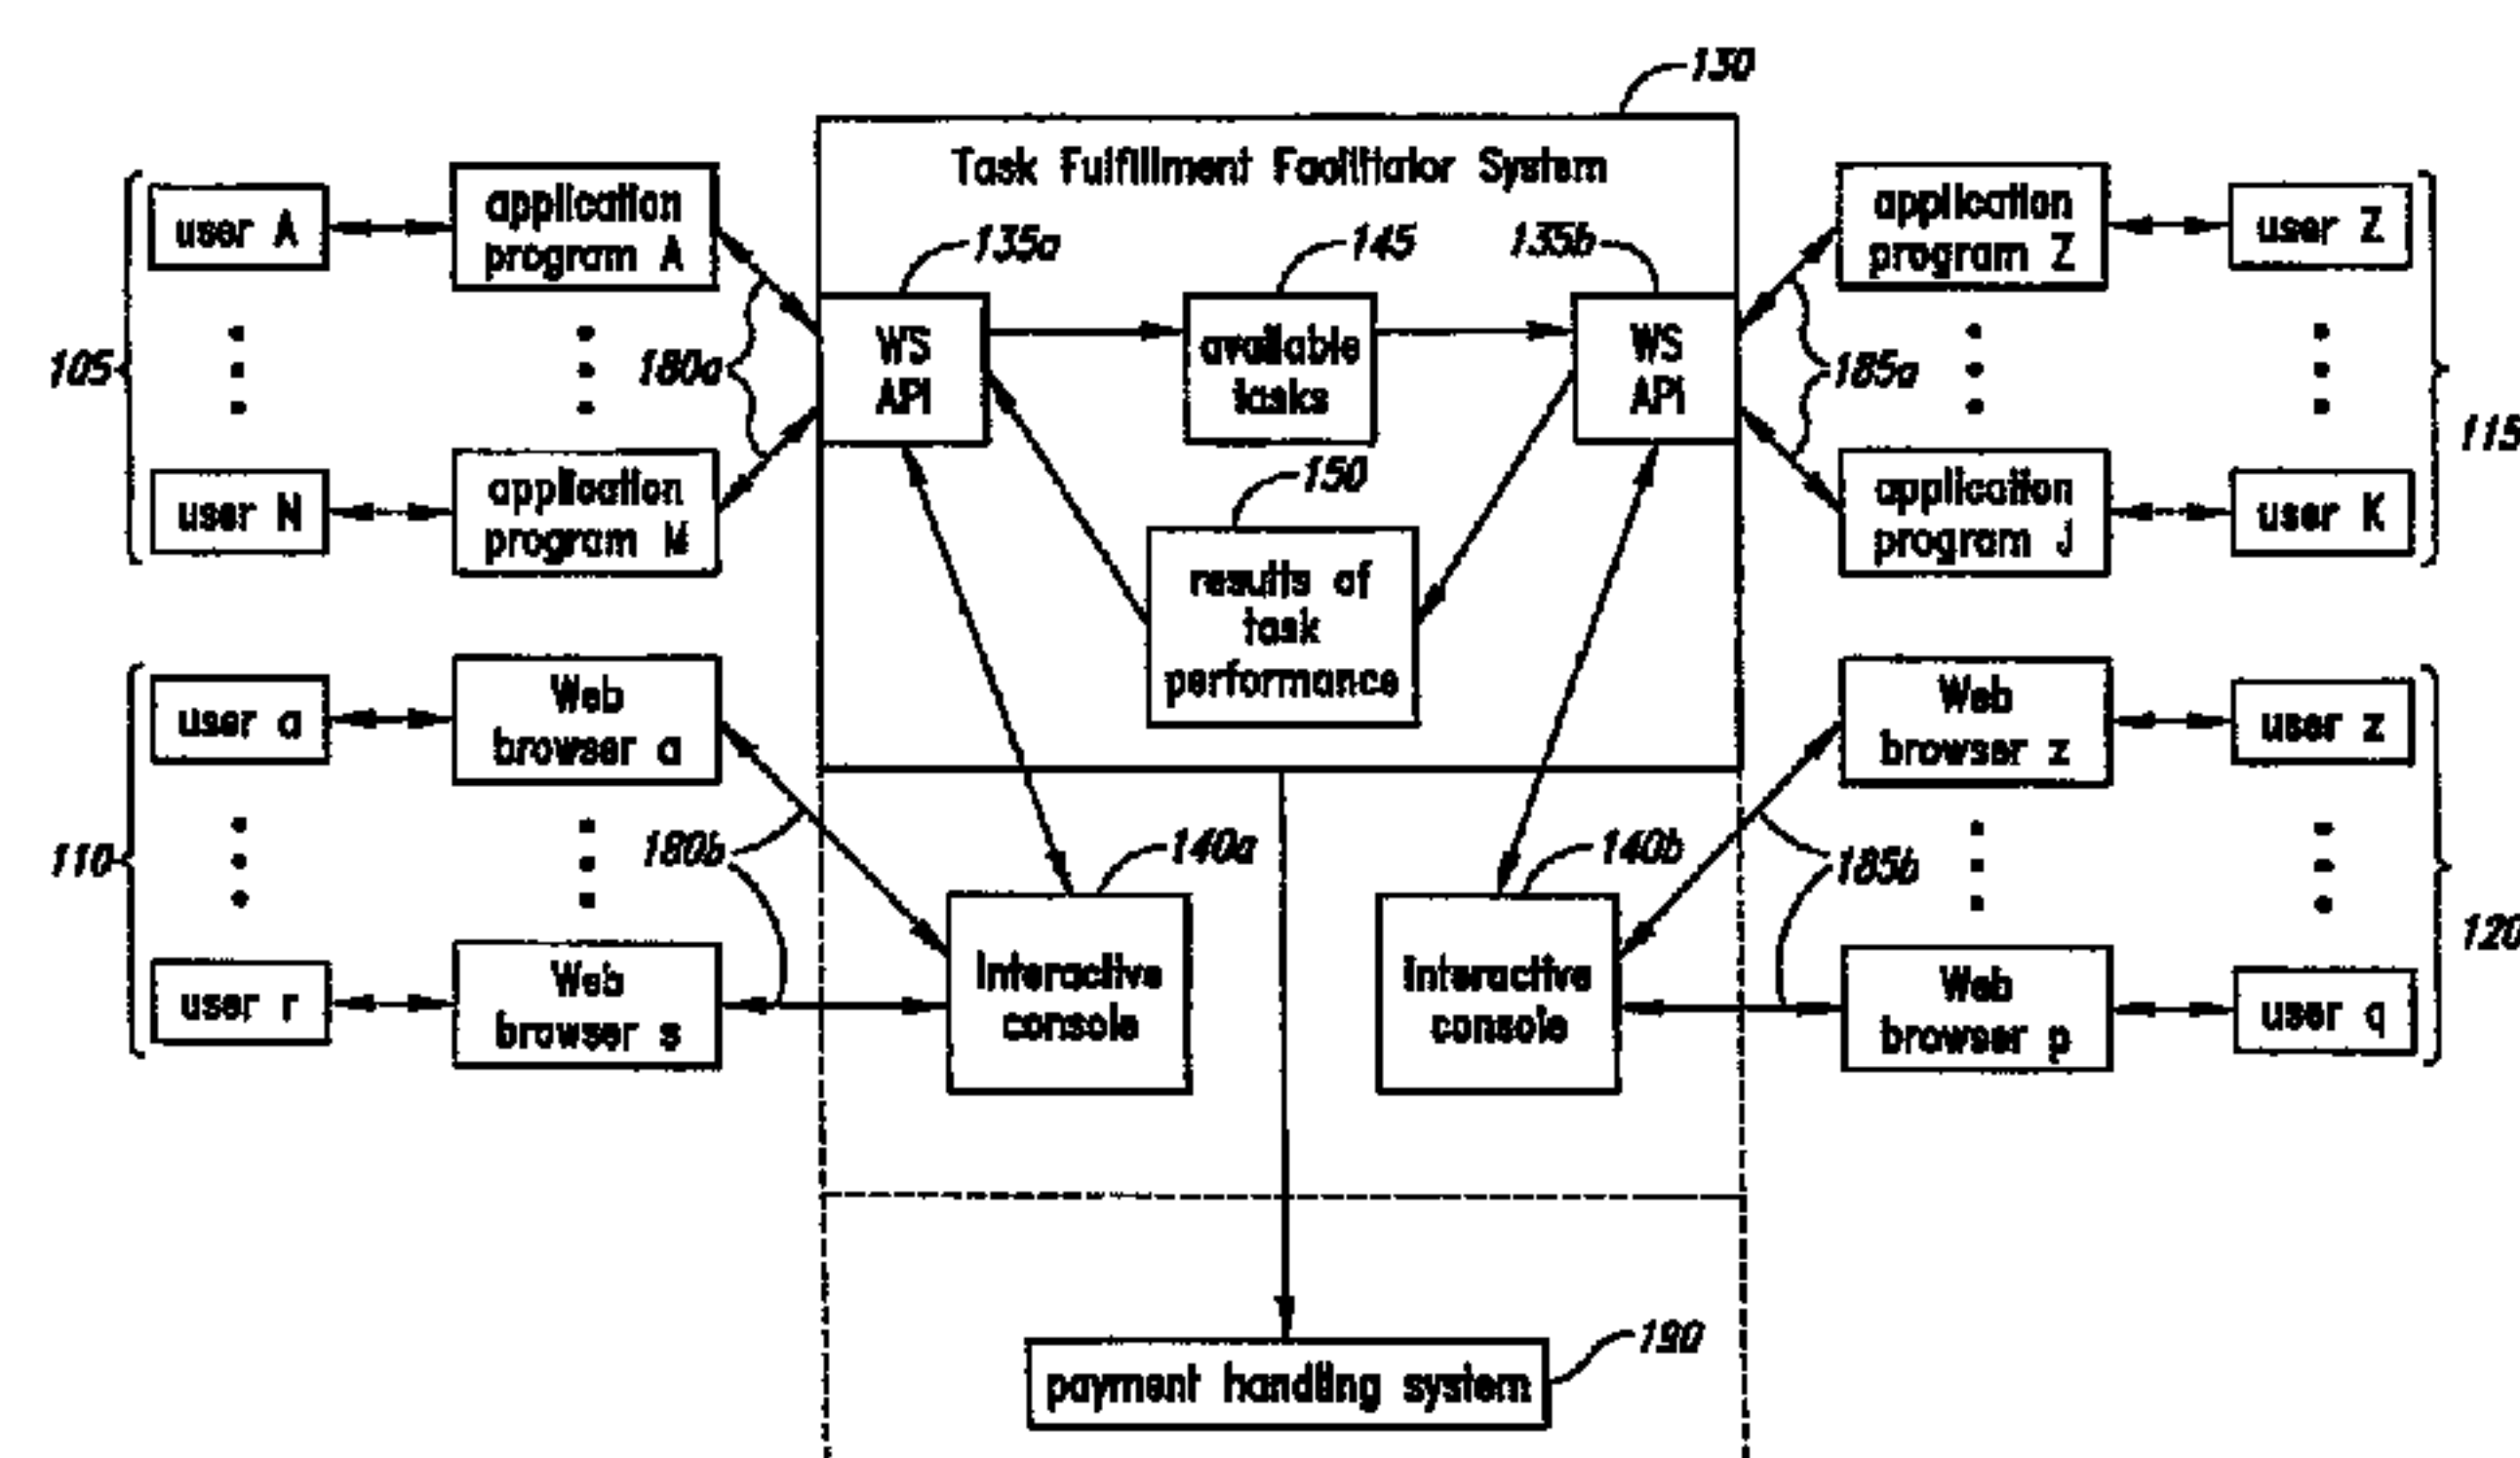 130
Task Fulfillment Facilitator System
user A
application
program A
135a
145
135b
application
program Z
user Z
105
180a
WS
API
available
tasks
WS
API
185a
115
user N
application
program M
150
results of
task
performance
application
program J
user K
user a
Web
browser a
Web
browser z
user z
110
180b
140a
140b
185b
120
user r
Web
browser s
Interactive
console
Interactive
console
Web
browser p
user q
190
payment handling system